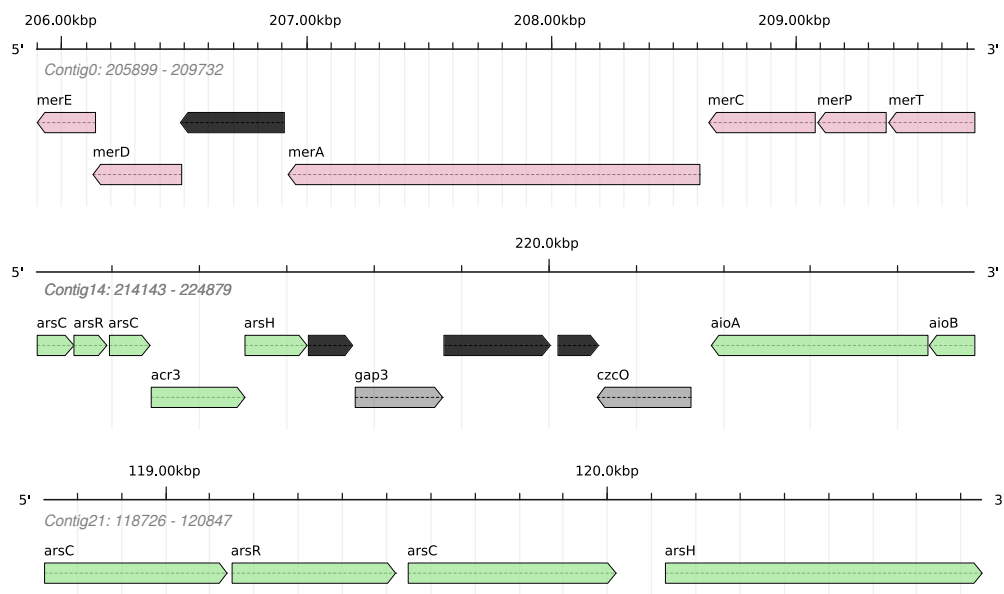 206.00kbp 207.00kbp 208.00kbp 209.00kbp
5' 3'
Contig0: 205899 - 209732
merE merC merP merT
merD merA
220.0kbp
5' 3'
Contig14: 214143 - 224879
arsC arsR arsC arsH aioA aioB
acr3 gap3 czcO
119.00kbp 120.0kbp
5' 3
Contig21: 118726 - 120847
arsC arsR arsC arsH